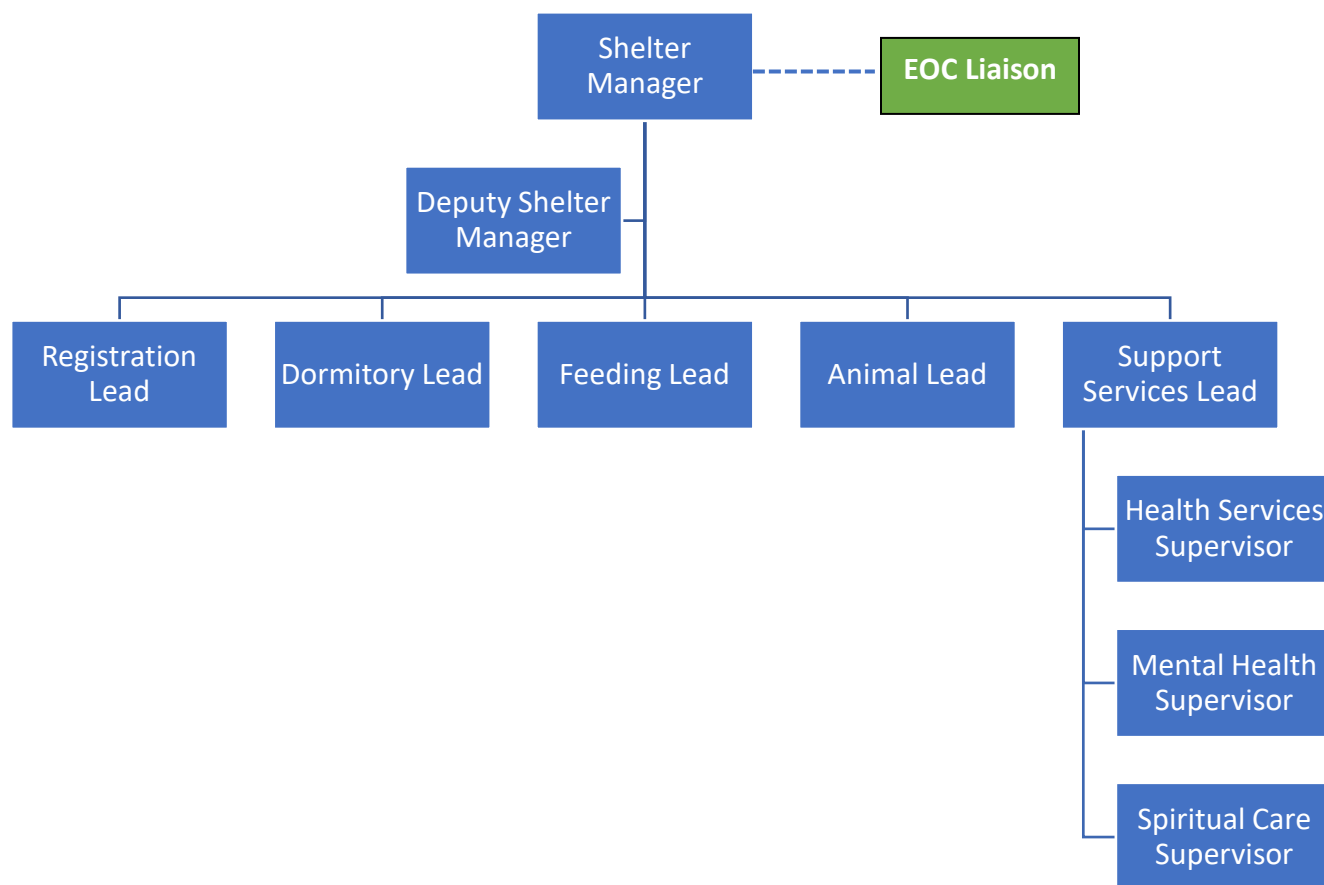 Shelter
Manager
EOC Liaison
Deputy Shelter
Manager
Registration
Lead
Dormitory Lead
Feeding Lead
Animal Lead
Support
Services Lead
Health Services
Supervisor
Mental Health
Supervisor
Spiritual Care
Supervisor